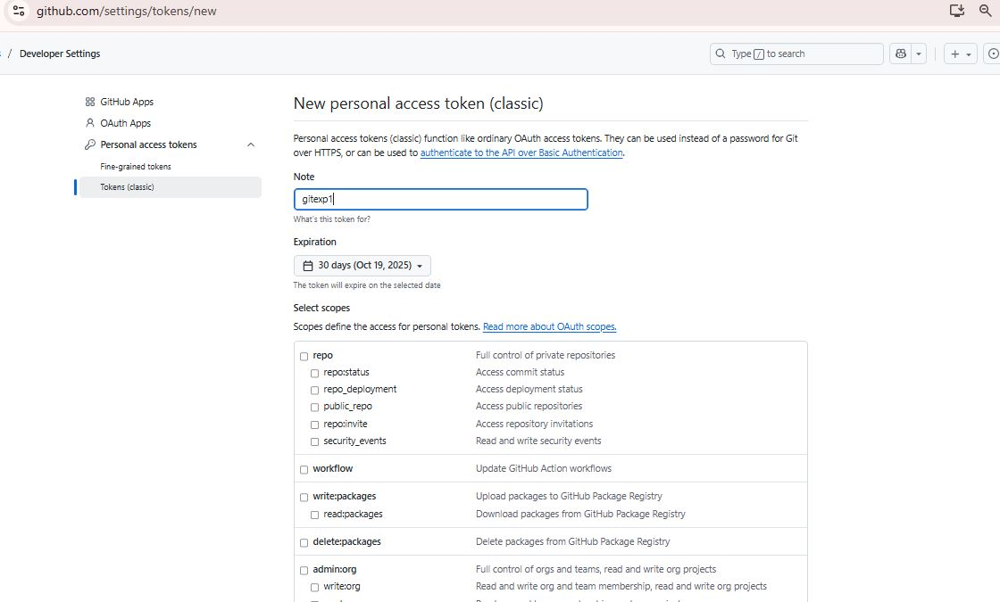 github.com/settings/tokens/new
/ Developer Settings
Type / to search
GitHub Apps
OAuth Apps
Personal access tokens
Fine-grained tokens
Tokens (classic)
New personal access token (classic)
Personal access tokens (classic) function like ordinary OAuth access tokens. They can be used instead of a password for Git
over HTTPS, or can be used to authenticate to the API over Basic Authentication.
Note
gitexp1
What's this token for?
Expiration
30 days (Oct 19, 2025)
The token will expire on the selected date
Select scopes
Scopes define the access for personal tokens. Read more about OAuth scopes.
repo Full control of private repositories
repo:status Access commit status
repo_deployment Access deployment status
public_repo Access public repositories
repo:invite Access repository invitations
security_events Read and write security events
workflow Update GitHub Action workflows
write:packages Upload packages to GitHub Package Registry
read:packages Download packages from GitHub Package Registry
delete:packages Delete packages from GitHub Package Registry
admin:org Full control of orgs and teams, read and write org projects
write:org Read and write org and team membership, read and write org projects